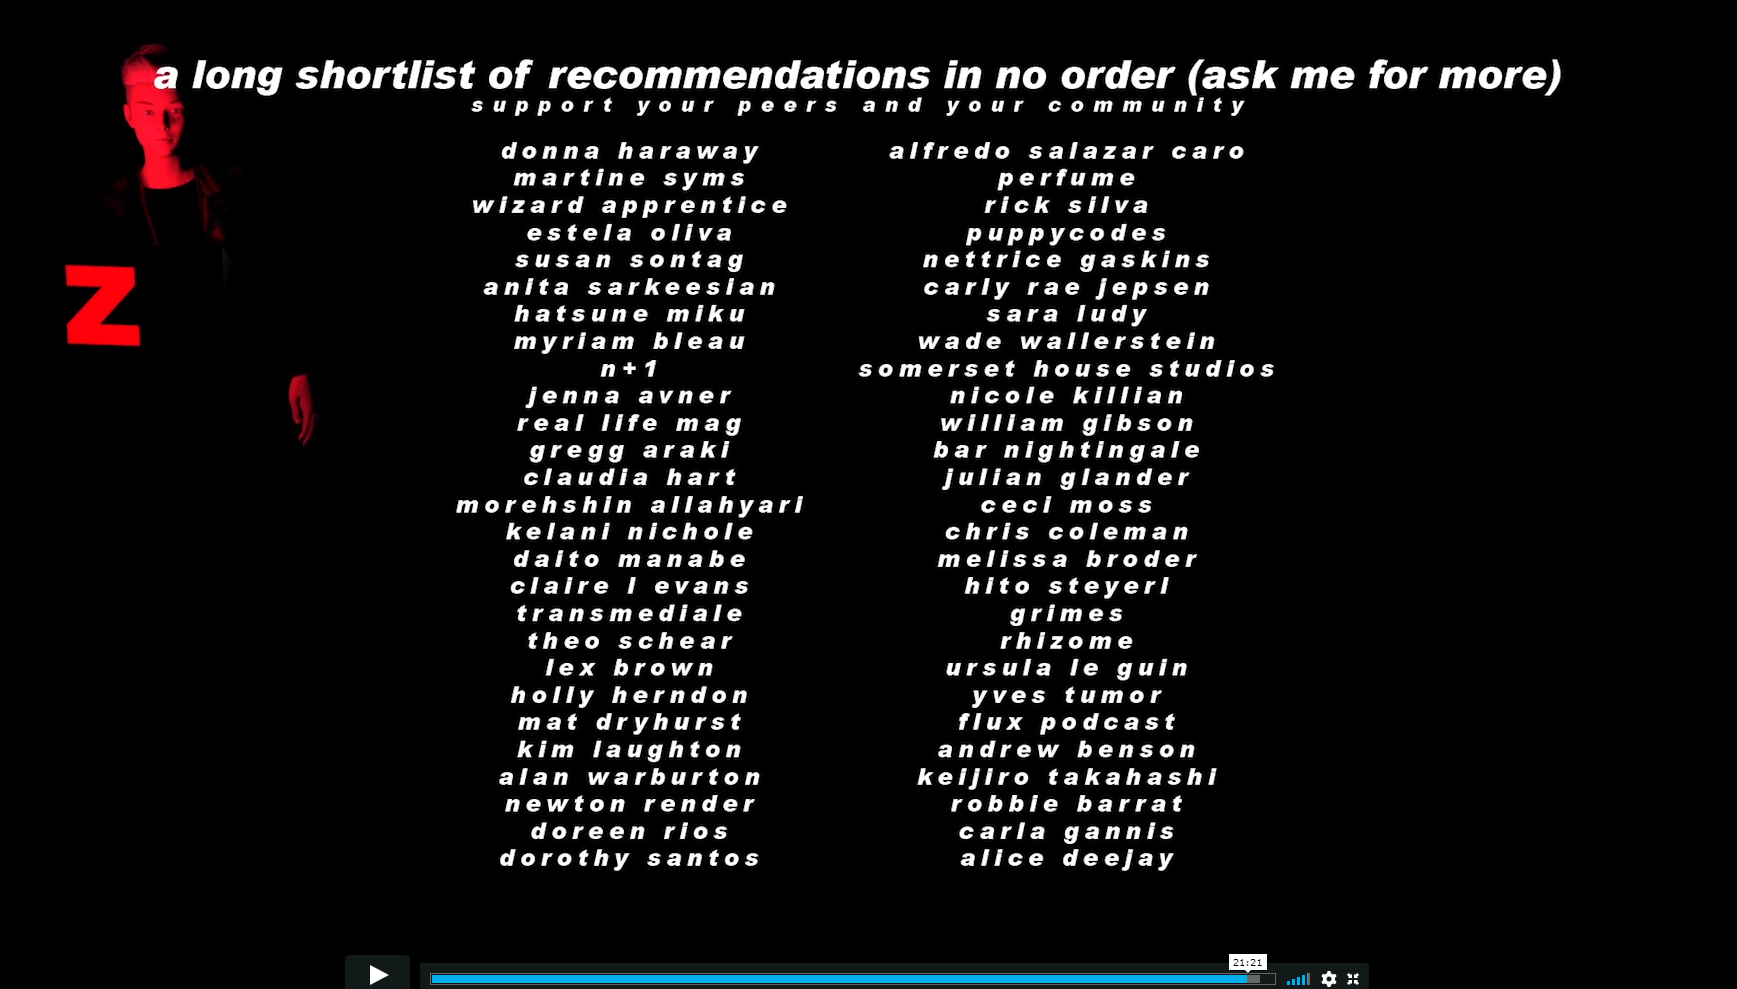 a long shortlist of recommendations in no order (ask me for more)
support your peers and your community
donna haraway
martine syms
wizard apprentice
estela oliva
susan sontag
anita sarkeesian
hatsune miku
myriam bleau
n+1
jenna avner
real life mag
gregg araki
claudia hart
morehshin allahyari
kelani nichole
daito manabe
claire l evans
transmediale
theo schear
lex brown
holly herndon
mat dryhurst
kim laughton
alan warburton
newton render
doreen rios
dorothy santos
alfredo salazar caro
perfume
rick silva
puppycodes
nettrice gaskins
carly rae jepsen
sara ludy
wade wallerstein
somerset house studios
nicole killian
william gibson
bar nightingale
julian glander
ceci moss
chris coleman
melissa broder
hito steyerl
grimes
rhizome
ursula le guin
yves tumor
flux podcast
andrew benson
keijiro takahashi
robbie barrat
carla gannis
alice deejay
Z
21:21